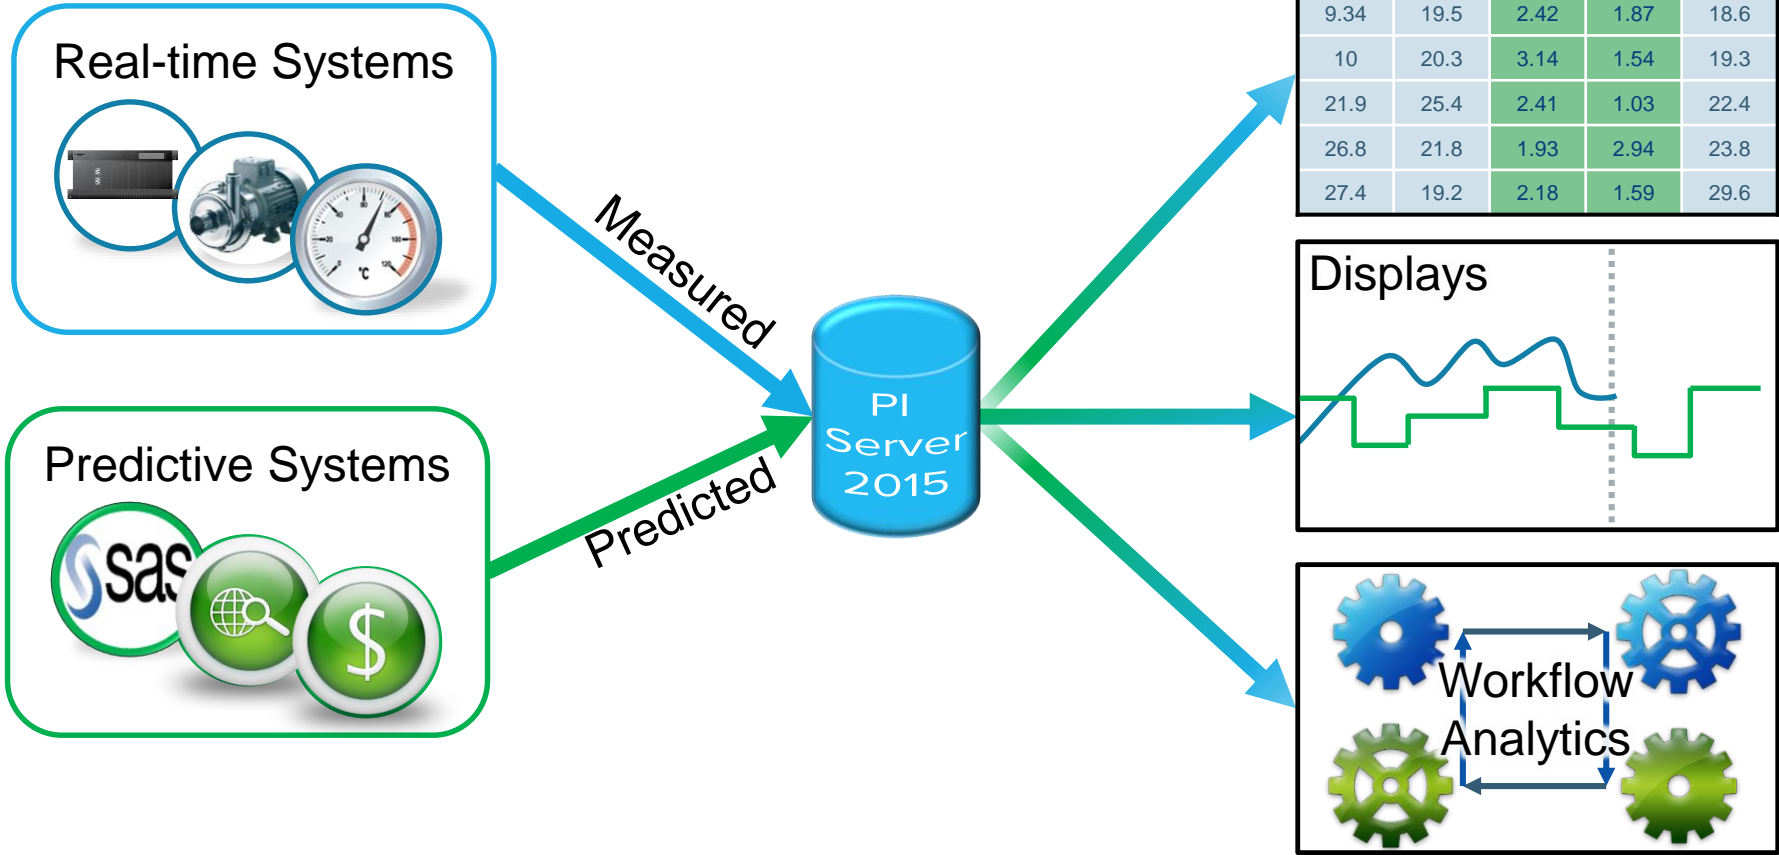 Real-time Systems
°C
Measured
Predictive Systems
sas
$
Predicted
PI
Server
2015
9.34 19.5 2.42 1.87 18.6
10 20.3 3.14 1.54 19.3
21.9 25.4 2.41 1.03 22.4
26.8 21.8 1.93 2.94 23.8
27.4 19.2 2.18 1.59 29.6
Displays
Workflow
Analytics